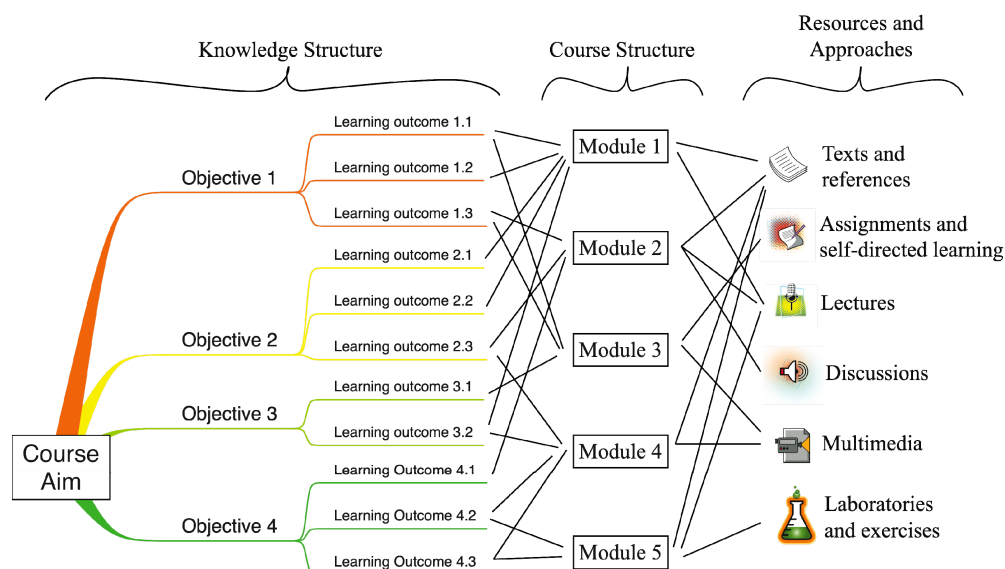 Knowledge Structure
Course Structure
Resources and
Approaches
Course
Aim
Objective 1
Objective 2
Objective 3
Objective 4
Learning outcome 1.1
Learning outcome 1.2
Learning outcome 1.3
Learning outcome 2.1
Learning outcome 2.2
Learning outcome 2.3
Learning outcome 3.1
Learning outcome 3.2
Learning Outcome 4.1
Learning Outcome 4.2
Learning Outcome 4.3
Module 1
Module 2
Module 3
Module 4
Module 5
Texts and
references
Assignments and
self-directed learning
Lectures
Discussions
Multimedia
Laboratories
and exercises